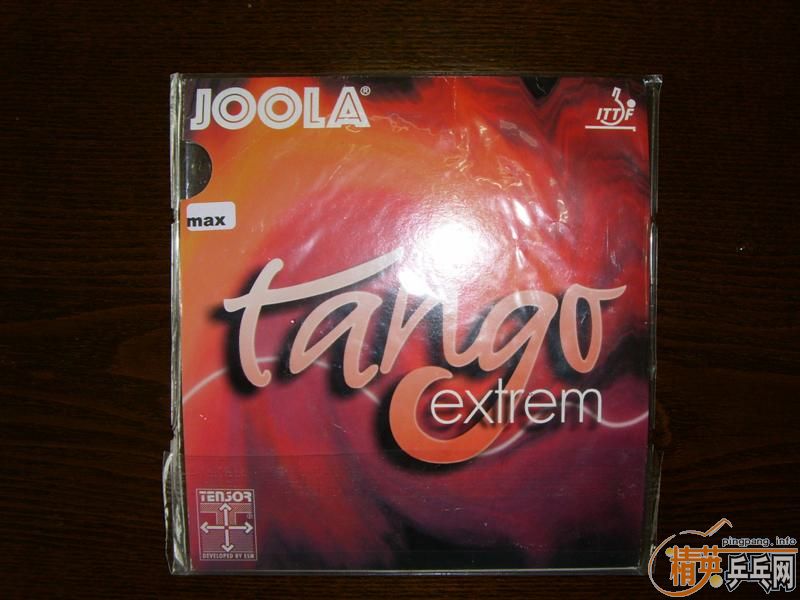 JOOLA®
ITTF
max
tango
extrem
TENSOR
DEVELOPED BY ESN
pingpang.info
精英乒乓网